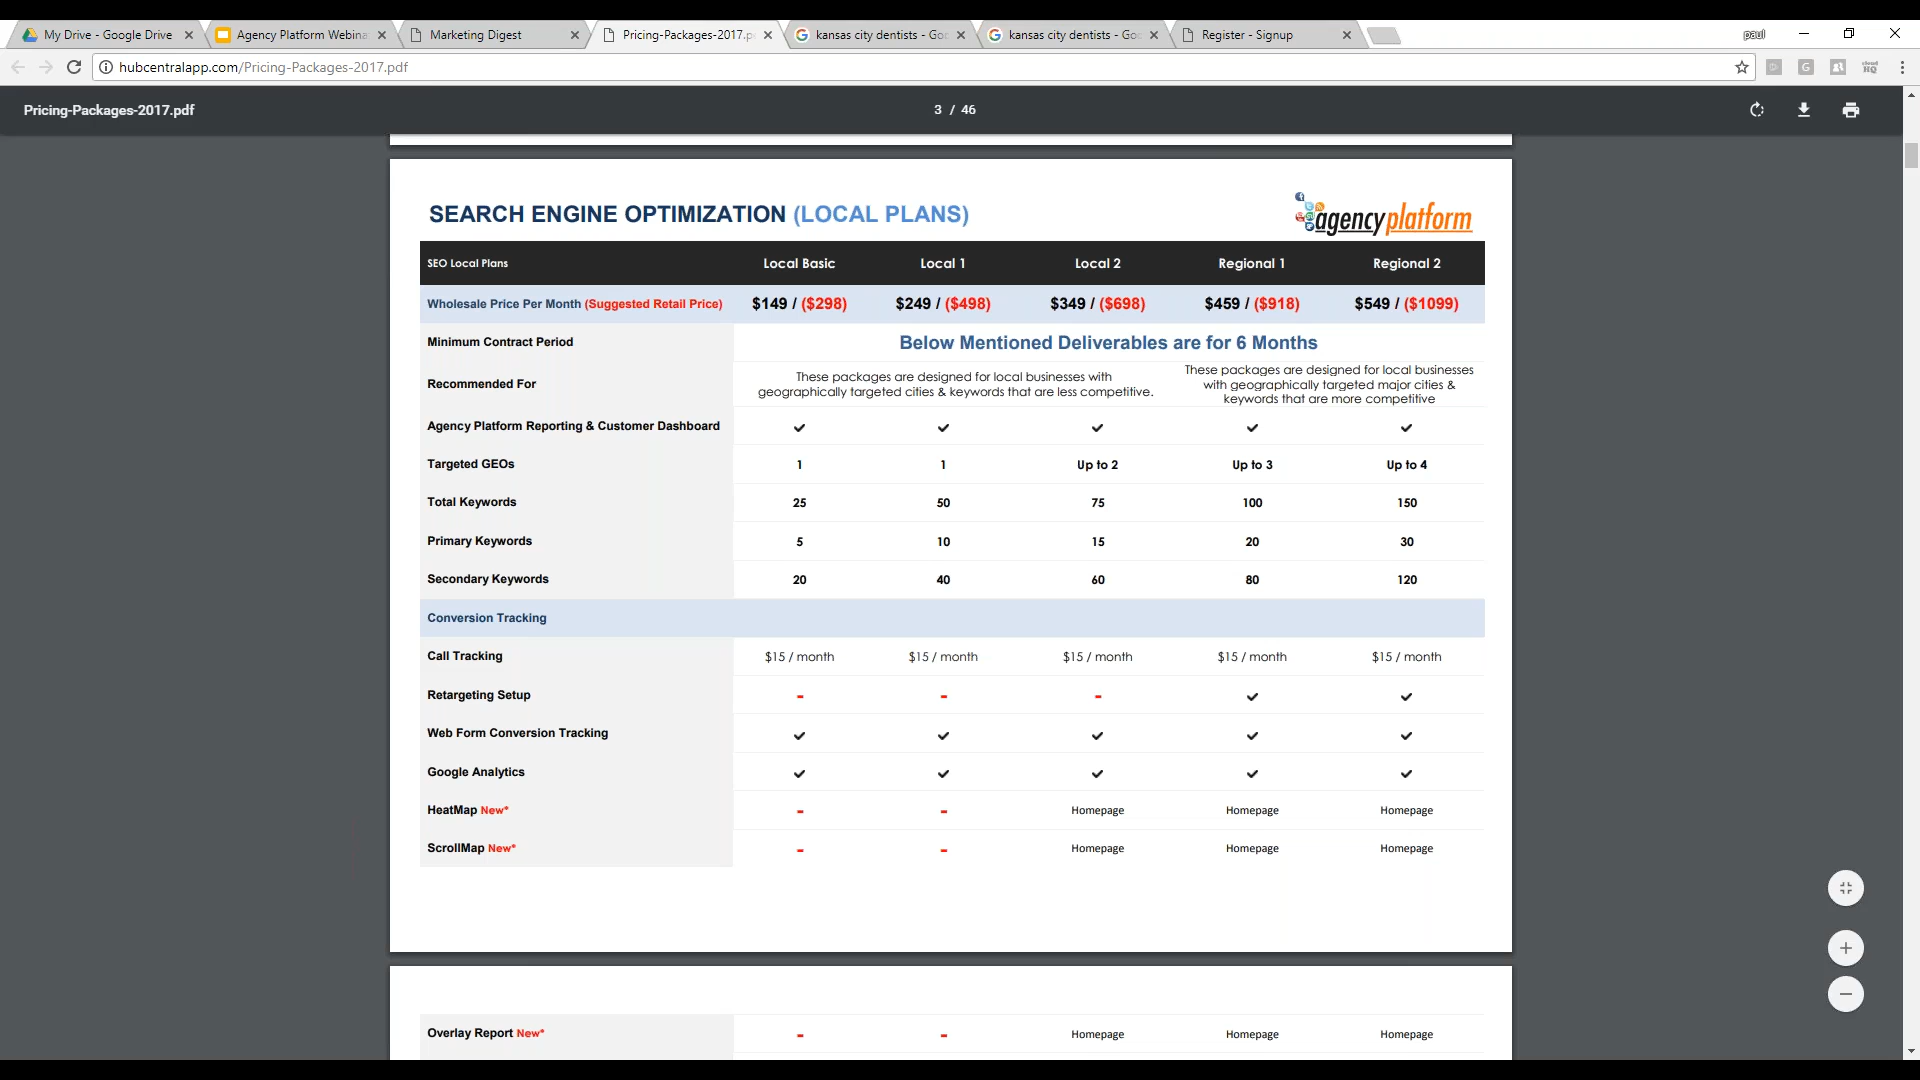 My Drive - Google Drive
Agency Platform Webina
Marketing Digest
Pricing-Packages-2017.p
kansas city dentists - Goo
kansas city dentists - Goo
Register - Signup
paul
hubcentralapp.com/Pricing-Packages-2017.pdf
Pricing-Packages-2017.pdf
3 / 46
SEARCH ENGINE OPTIMIZATION (LOCAL PLANS)
agencyplatform
SEO Local Plans Local Basic Local 1 Local 2 Regional 1 Regional 2
Wholesale Price Per Month (Suggested Retail Price) $149 / ($298) $249 / ($498) $349 / ($698) $459 / ($918) $549 / ($1099)
Minimum Contract Period Below Mentioned Deliverables are for 6 Months
Recommended For
These packages are designed for local businesses with
geographically targeted cities & keywords that are less competitive.
These packages are designed for local businesses
with geographically targeted major cities &
keywords that are more competitive
Agency Platform Reporting & Customer Dashboard ✔ ✔ ✔ ✔ ✔
Targeted GEOs 1 1 Up to 2 Up to 3 Up to 4
Total Keywords 25 50 75 100 150
Primary Keywords 5 10 15 20 30
Secondary Keywords 20 40 60 80 120
Conversion Tracking
Call Tracking $15 / month $15 / month $15 / month $15 / month $15 / month
Retargeting Setup - - - ✔ ✔
Web Form Conversion Tracking ✔ ✔ ✔ ✔ ✔
Google Analytics ✔ ✔ ✔ ✔ ✔
HeatMap New* - - Homepage Homepage Homepage
ScrollMap New* - - Homepage Homepage Homepage
Overlay Report New* - - Homepage Homepage Homepage